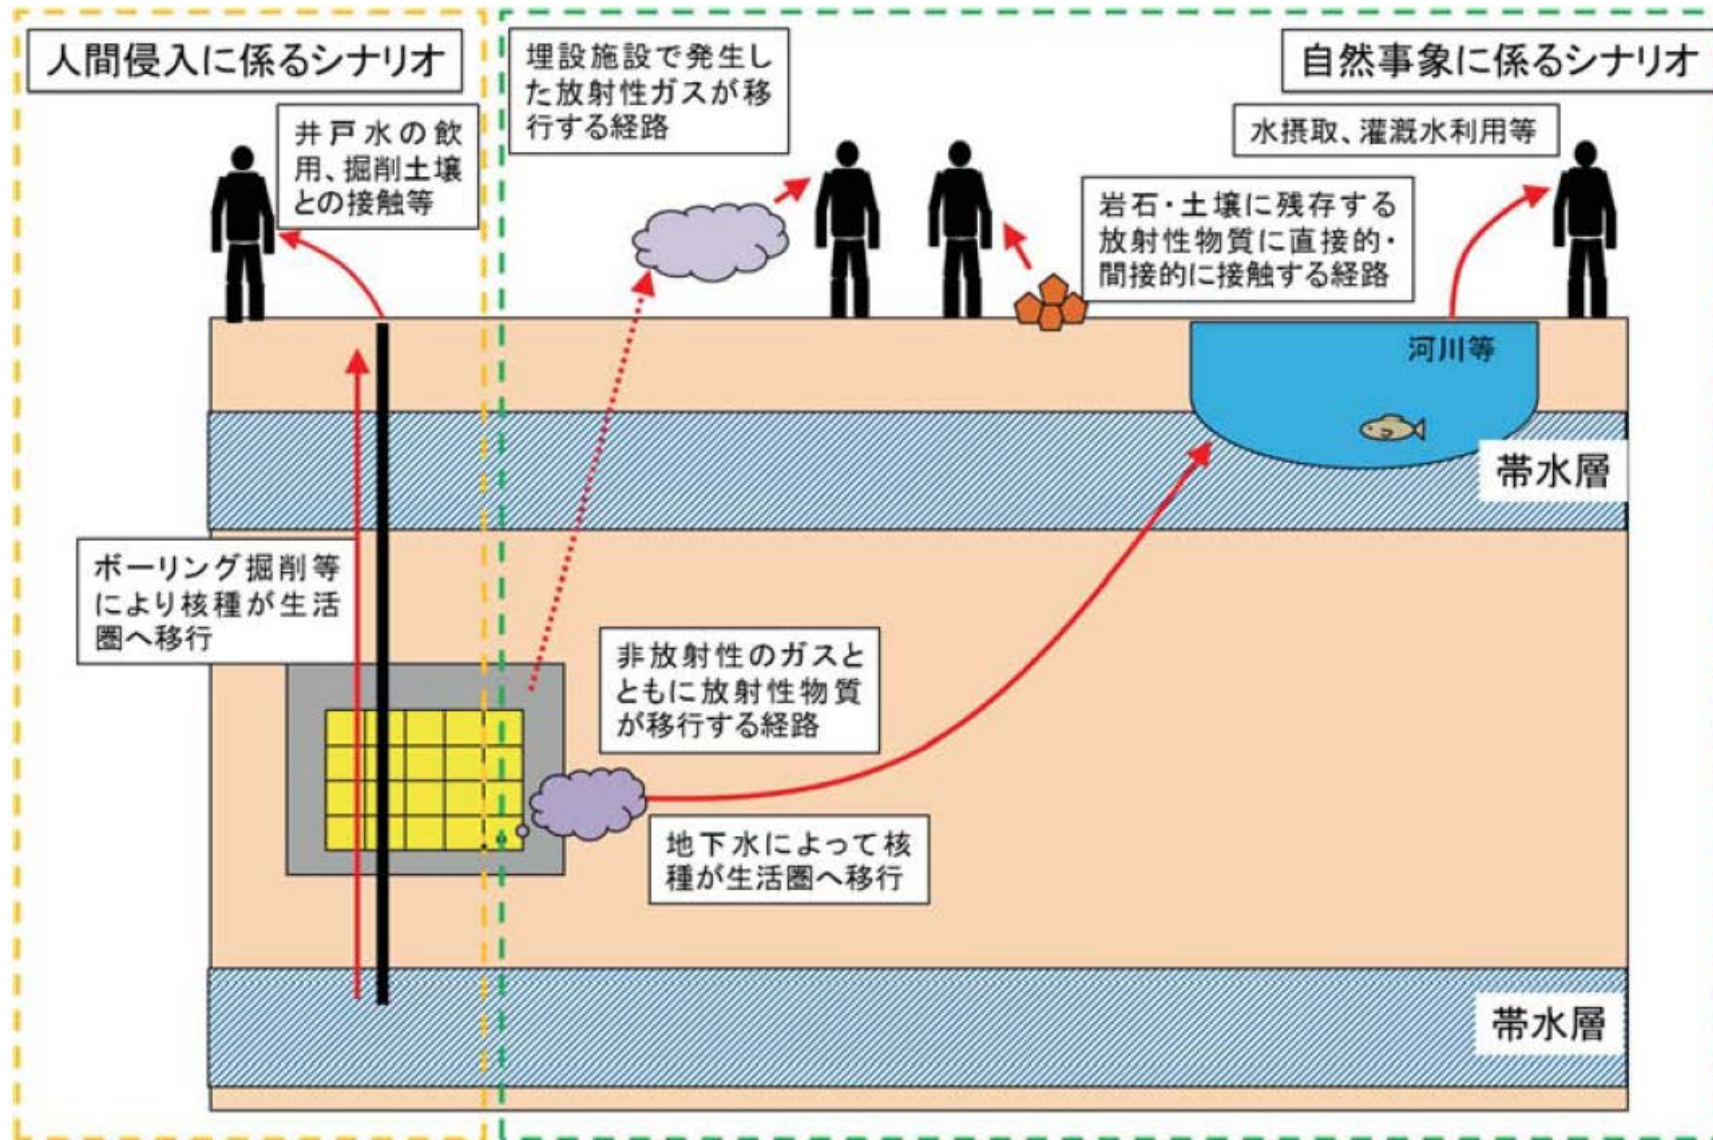 人間侵入に係るシナリオ
井戸水の飲
用、掘削土壌
との接触等
ボーリング掘削等
により核種が生活
圏へ移行
埋設施設で発生し
た放射性ガスが移
行する経路
自然事象に係るシナリオ
水摂取、灌漑水利用等
岩石・土壌に残存する
放射性物質に直接的・
間接的に接触する経路
河川等
帯水層
非放射性のガスと
ともに放射性物質
が移行する経路
地下水によって核
種が生活圏へ移行
帯水層